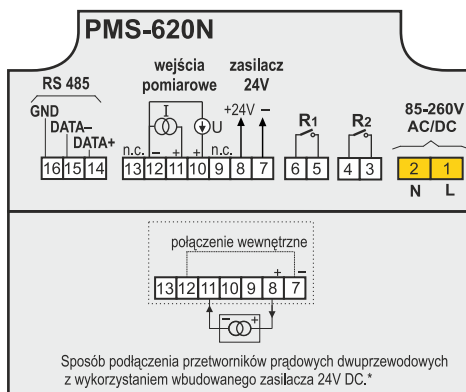 PMS-620N
RS 485
wejścia
pomiarowe
zasilacz
24V
GND
DATA–
DATA+
I
U
+24V –
n.c. – + + n.c.
R1
R2
85-260V
AC/DC
16 15 14
13 12 11 10 9 8 7
6 5
4 3
2 1
N L
połączenie wewnętrzne
+ –
13 12 11 10 9 8 7
– +
Sposób podłączenia przetworników prądowych dwuprzewodowych
z wykorzystaniem wbudowanego zasilacza 24V DC.*